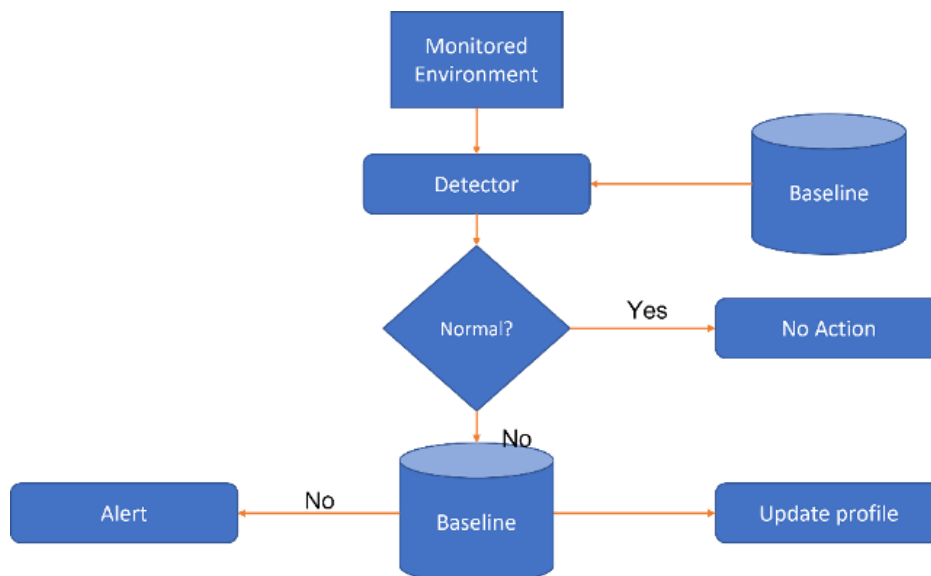 Monitored
Environment
Detector
Baseline
Normal?
Yes
No Action
No
Alert
No
Baseline
Update profile